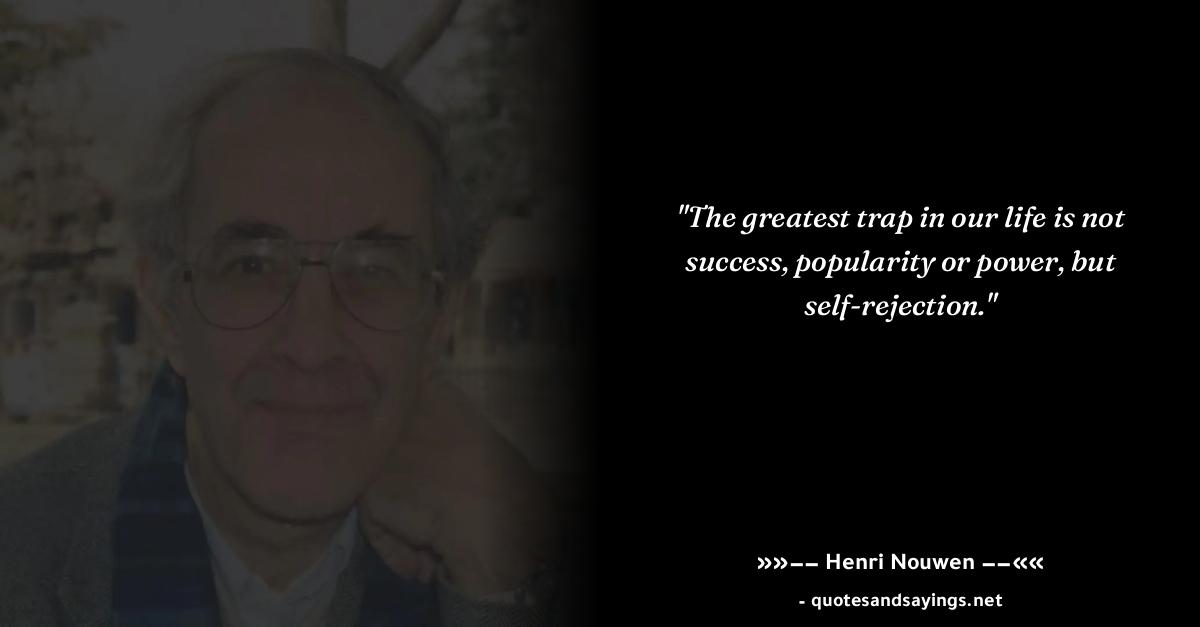 "The greatest trap in our life is not
success, popularity or power, but
self-rejection."
»»–– Henri Nouwen ––««
- quotesandsayings.net